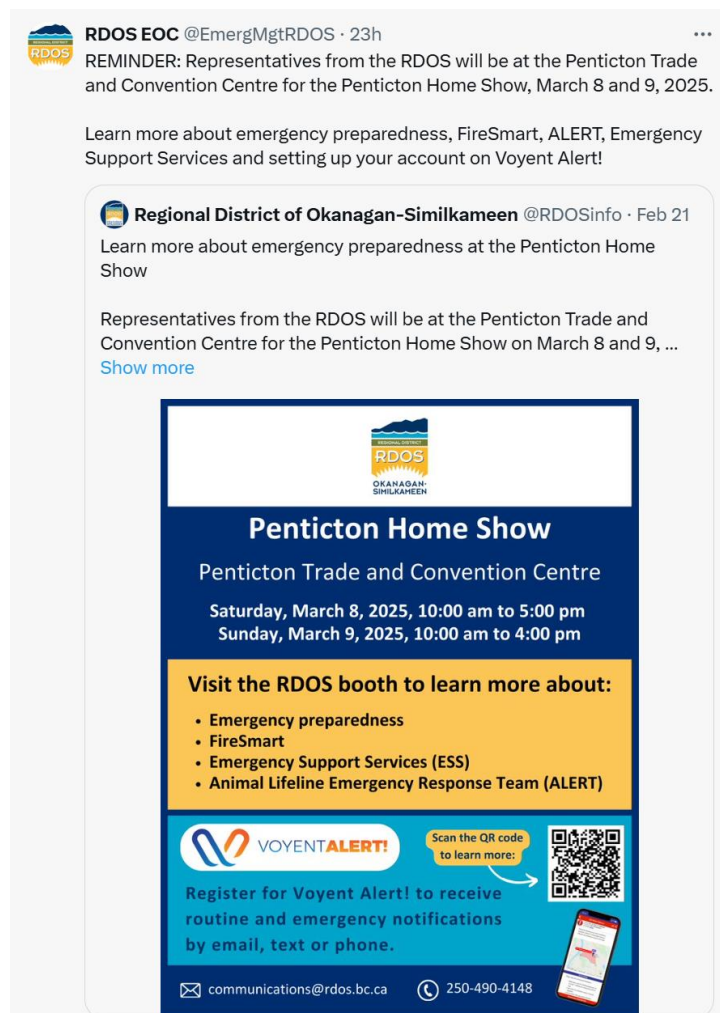 RDOS EOC @EmergMgtRDOS · 23h
REMINDER: Representatives from the RDOS will be at the Penticton Trade
and Convention Centre for the Penticton Home Show, March 8 and 9, 2025.
Learn more about emergency preparedness, FireSmart, ALERT, Emergency
Support Services and setting up your account on Voyent Alert!
Regional District of Okanagan-Similkameen @RDOSinfo · Feb 21
Learn more about emergency preparedness at the Penticton Home
Show
Representatives from the RDOS will be at the Penticton Trade and
Convention Centre for the Penticton Home Show on March 8 and 9, ...
Show more
REGIONAL DISTRICT
RDOS
OKANAGAN-
SIMILKAMEEN
Penticton Home Show
Penticton Trade and Convention Centre
Saturday, March 8, 2025, 10:00 am to 5:00 pm
Sunday, March 9, 2025, 10:00 am to 4:00 pm
Visit the RDOS booth to learn more about:
• Emergency preparedness
• FireSmart
• Emergency Support Services (ESS)
• Animal Lifeline Emergency Response Team (ALERT)
VOYENTALERT!
Scan the QR code
to learn more:
Register for Voyent Alert! to receive
routine and emergency notifications
by email, text or phone.
communications@rdos.bc.ca 250-490-4148